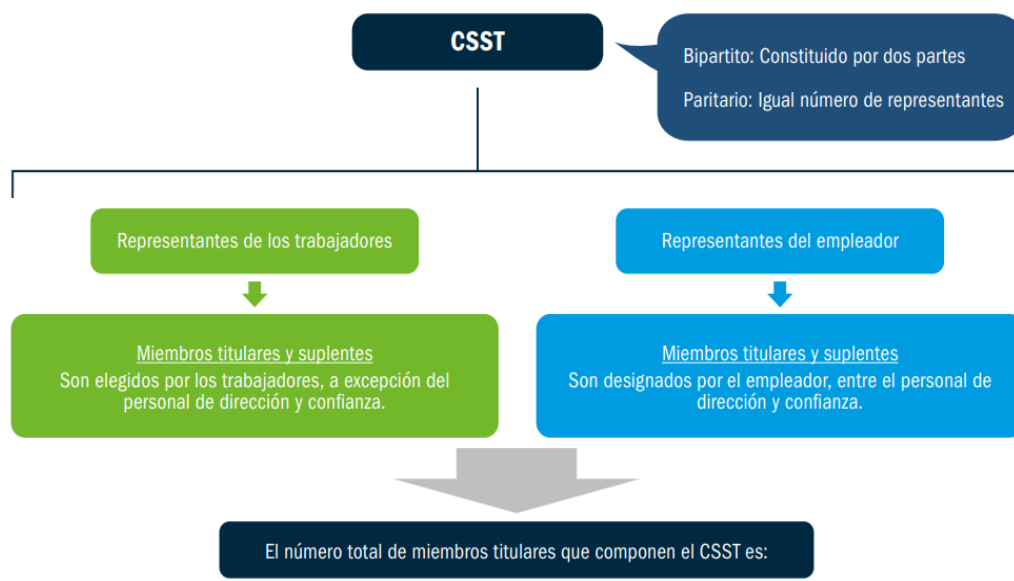 CSST
Bipartito: Constituido por dos partes
Paritario: Igual número de representantes
Representantes de los trabajadores
Representantes del empleador
Miembros titulares y suplentes
Son elegidos por los trabajadores, a excepción del
personal de dirección y confianza.
Miembros titulares y suplentes
Son designados por el empleador, entre el personal de
dirección y confianza.
El número total de miembros titulares que componen el CSST es: